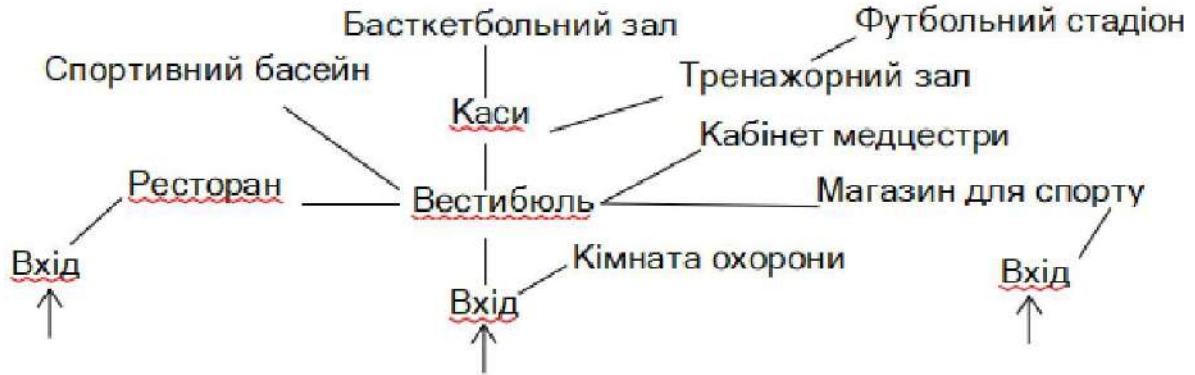 Басткетбольний зал
Футбольний стадіон
Спортивний басейн
Тренажорний зал
Каси
Кабінет медцестри
Ресторан
Вестибюль
Магазин для спорту
Вхід
Кімната охорони
Вхід
Вхід